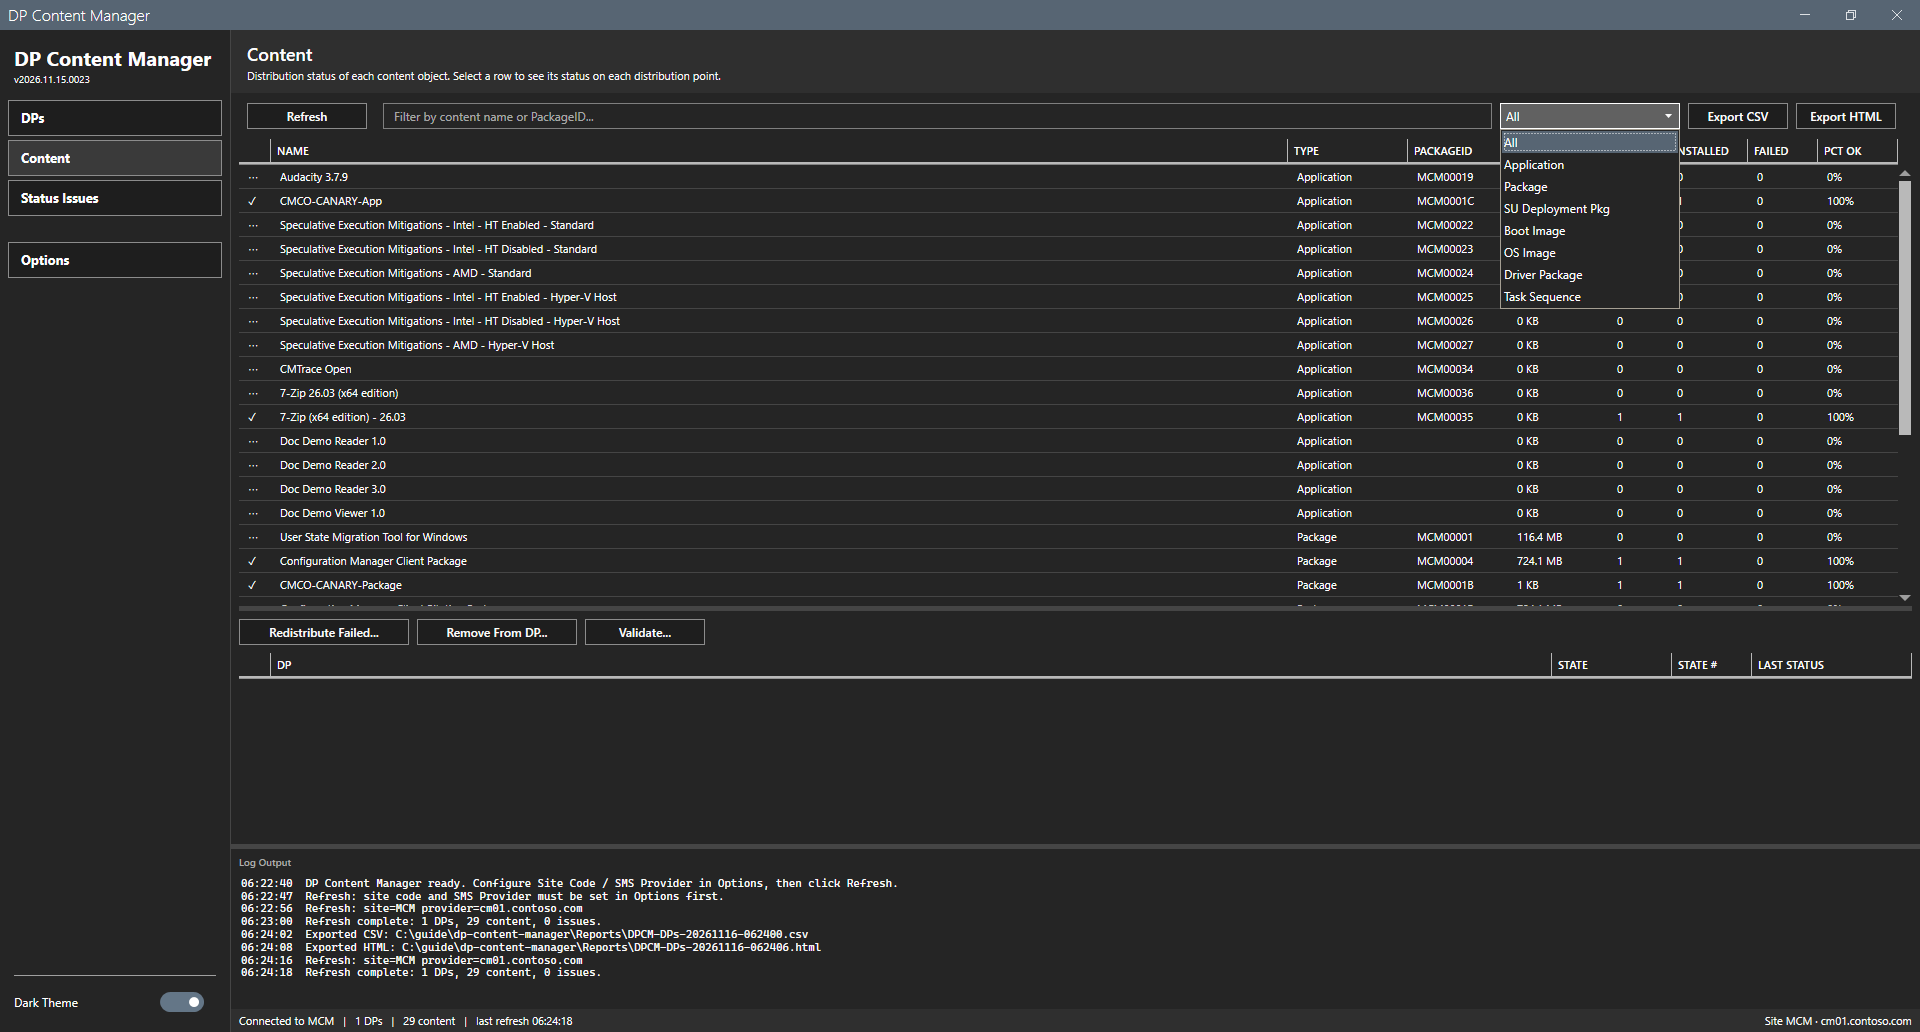 DP Content Manager
DP Content Manager
v2026.11.15.0023
DPs
Content
Status Issues
Options
Dark Theme
Content
Distribution status of each content object. Select a row to see its status on each distribution point.
Refresh
Filter by content name or PackageID...
All
Export CSV
Export HTML
All
Application
Package
SU Deployment Pkg
Boot Image
OS Image
Driver Package
Task Sequence
NAME TYPE PACKAGEID NSTALLED FAILED PCT OK
... Audacity 3.7.9 Application MCM00019 0 0%
✓ CMCO-CANARY-App Application MCM0001C 0 100%
... Speculative Execution Mitigations - Intel - HT Enabled - Standard Application MCM00022 0 0%
... Speculative Execution Mitigations - Intel - HT Disabled - Standard Application MCM00023 0 0%
... Speculative Execution Mitigations - AMD - Standard Application MCM00024 0 0%
... Speculative Execution Mitigations - Intel - HT Enabled - Hyper-V Host Application MCM00025 0 0%
... Speculative Execution Mitigations - Intel - HT Disabled - Hyper-V Host Application MCM00026 0 KB 0 0 0 0%
... Speculative Execution Mitigations - AMD - Hyper-V Host Application MCM00027 0 KB 0 0 0 0%
... CMTrace Open Application MCM00034 0 KB 0 0 0 0%
... 7-Zip 26.03 (x64 edition) Application MCM00036 0 KB 0 0 0 0%
✓ 7-Zip (x64 edition) - 26.03 Application MCM00035 0 KB 1 1 0 100%
... Doc Demo Reader 1.0 Application 0 KB 0 0 0 0%
... Doc Demo Reader 2.0 Application 0 KB 0 0 0 0%
... Doc Demo Reader 3.0 Application 0 KB 0 0 0 0%
... Doc Demo Viewer 1.0 Application 0 KB 0 0 0 0%
... User State Migration Tool for Windows Package MCM00001 116.4 MB 0 0 0 0%
✓ Configuration Manager Client Package Package MCM00004 724.1 MB 1 1 0 100%
✓ CMCO-CANARY-Package Package MCM0001B 1 KB 1 1 0 100%
Redistribute Failed...
Remove From DP...
Validate...
DP STATE STATE # LAST STATUS
Log Output
06:22:40 DP Content Manager ready. Configure Site Code / SMS Provider in Options, then click Refresh.
06:22:47 Refresh: site code and SMS Provider must be set in Options first.
06:22:56 Refresh: site=MCM provider=cm01.contoso.com
06:23:00 Refresh complete: 1 DPs, 29 content, 0 issues.
06:24:02 Exported CSV: C:\guide\dp-content-manager\Reports\DPCM-DPs-20261116-062400.csv
06:24:08 Exported HTML: C:\guide\dp-content-manager\Reports\DPCM-DPs-20261116-062406.html
06:24:16 Refresh: site=MCM provider=cm01.contoso.com
06:24:18 Refresh complete: 1 DPs, 29 content, 0 issues.
Connected to MCM | 1 DPs | 29 content | last refresh 06:24:18
Site MCM · cm01.contoso.com